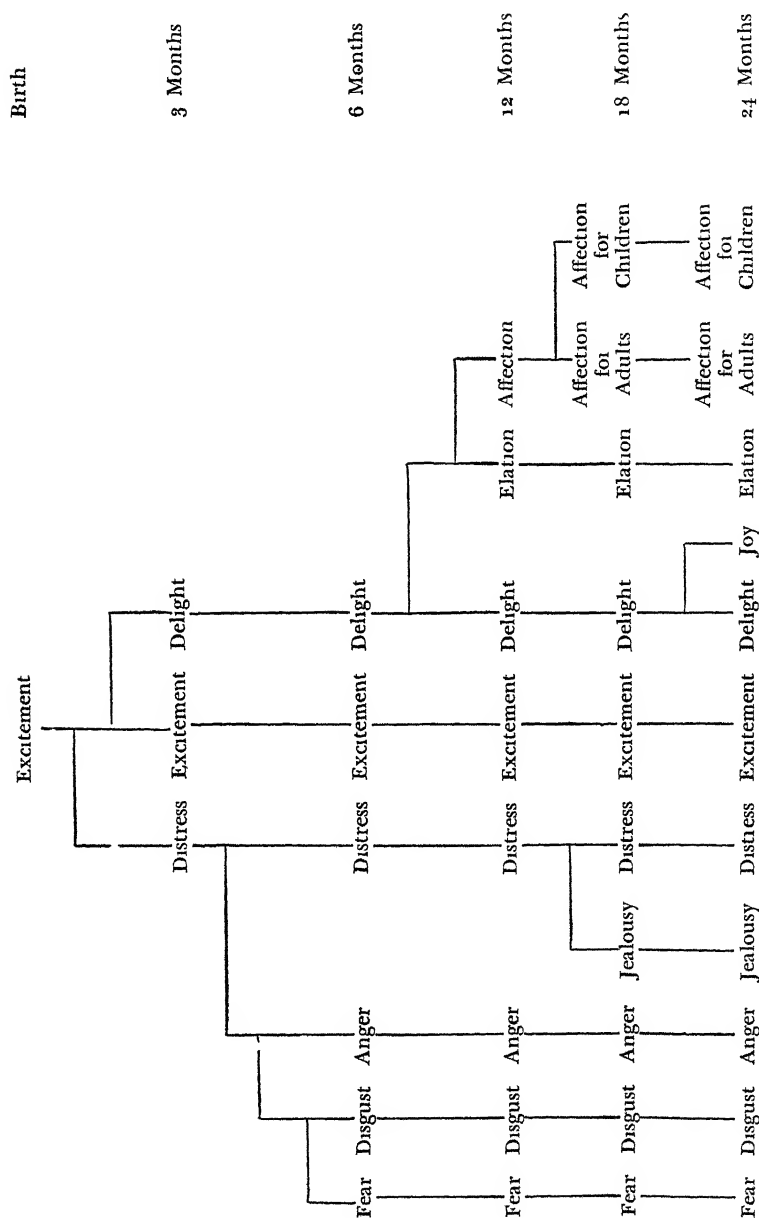 Excitement Birth
Distress Excitement Delight 3 Months
Fear Disgust Anger Distress Excitement Delight 6 Months
Fear Disgust Anger Distress Excitement Delight Elation Affection 12 Months
Fear Disgust Anger Jealousy Distress Excitement Delight Elation Affection for Adults Affection for Children 18 Months
Fear Disgust Anger Jealousy Distress Excitement Delight Joy Elation Affection for Adults Affection for Children 24 Months